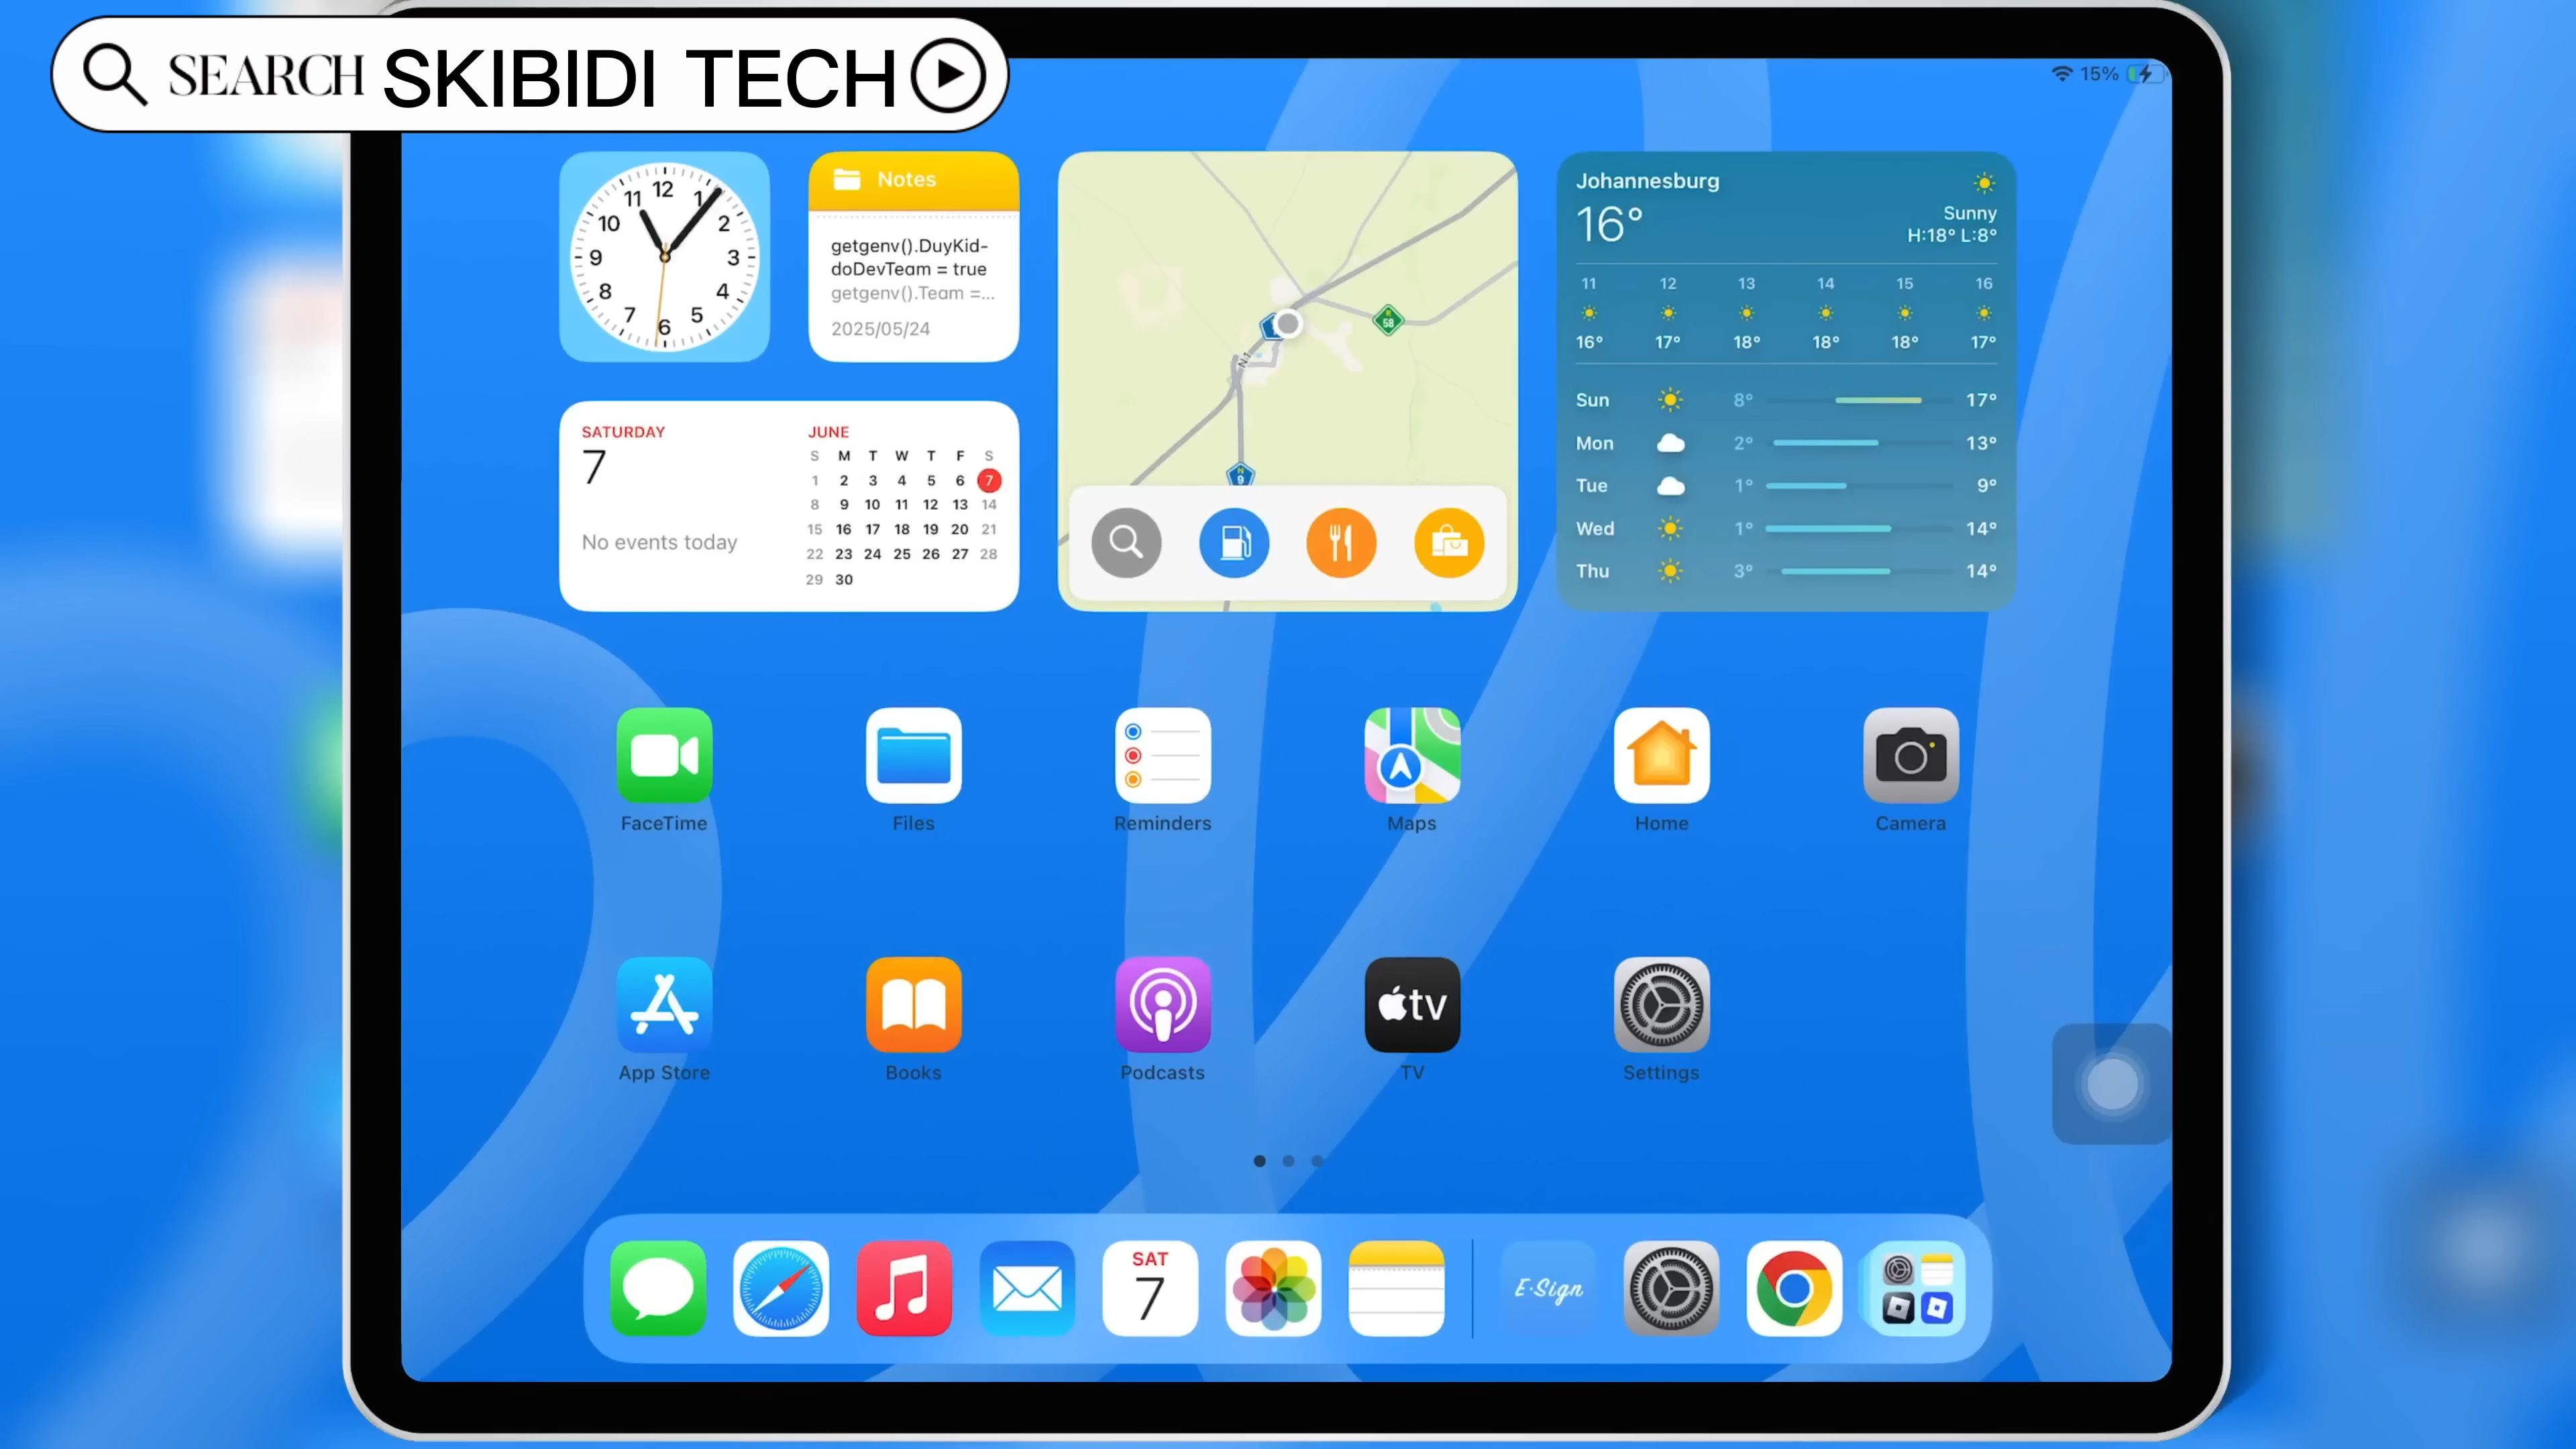 SEARCH SKIBIDI TECH
15%
12
11 1
10 2
9 3
8 4
7 5
6
Notes
getgenv().DuyKid-
doDevTeam = true
getgenv().Team =...
2025/05/24
SATURDAY
7
No events today
JUNE
S M T W T F S
1 2 3 4 5 6 7
8 9 10 11 12 13 14
15 16 17 18 19 20 21
22 23 24 25 26 27 28
29 30
N1
R
58
N
9
Johannesburg
16°
Sunny
H:18° L:8°
11 12 13 14 15 16
16° 17° 18° 18° 18° 17°
Sun 8° 17°
Mon 2° 13°
Tue 1° 9°
Wed 1° 14°
Thu 3° 14°
FaceTime
Files
Reminders
Maps
Home
Camera
App Store
Books
Podcasts
tv
TV
Settings
SAT
7
E·Sign